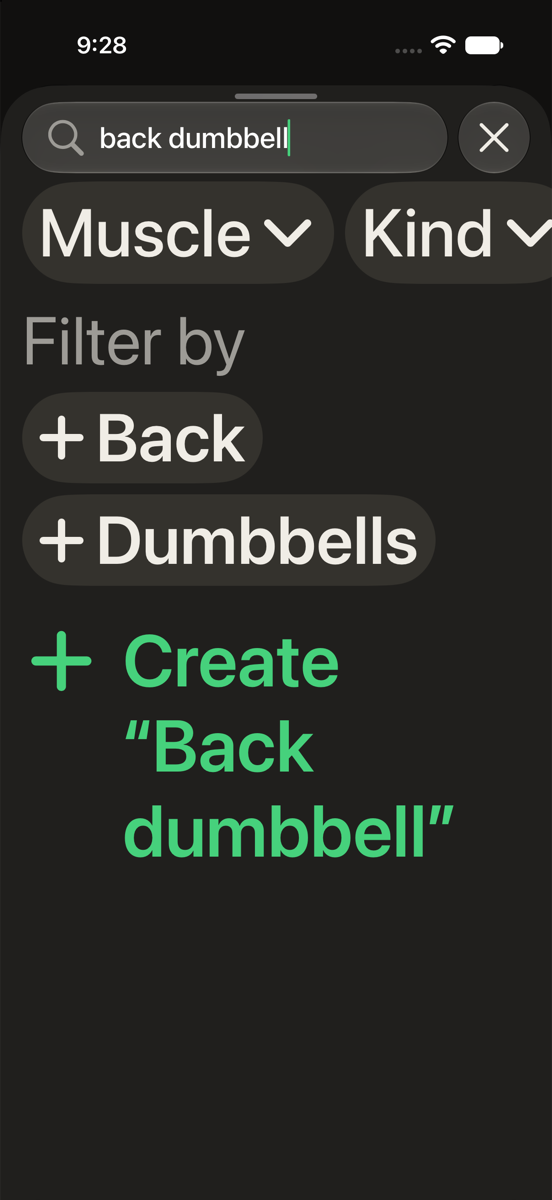 9:28
back dumbbell
Muscle
Kind
Filter by
+ Back
+ Dumbbells
+ Create
“Back
dumbbell”